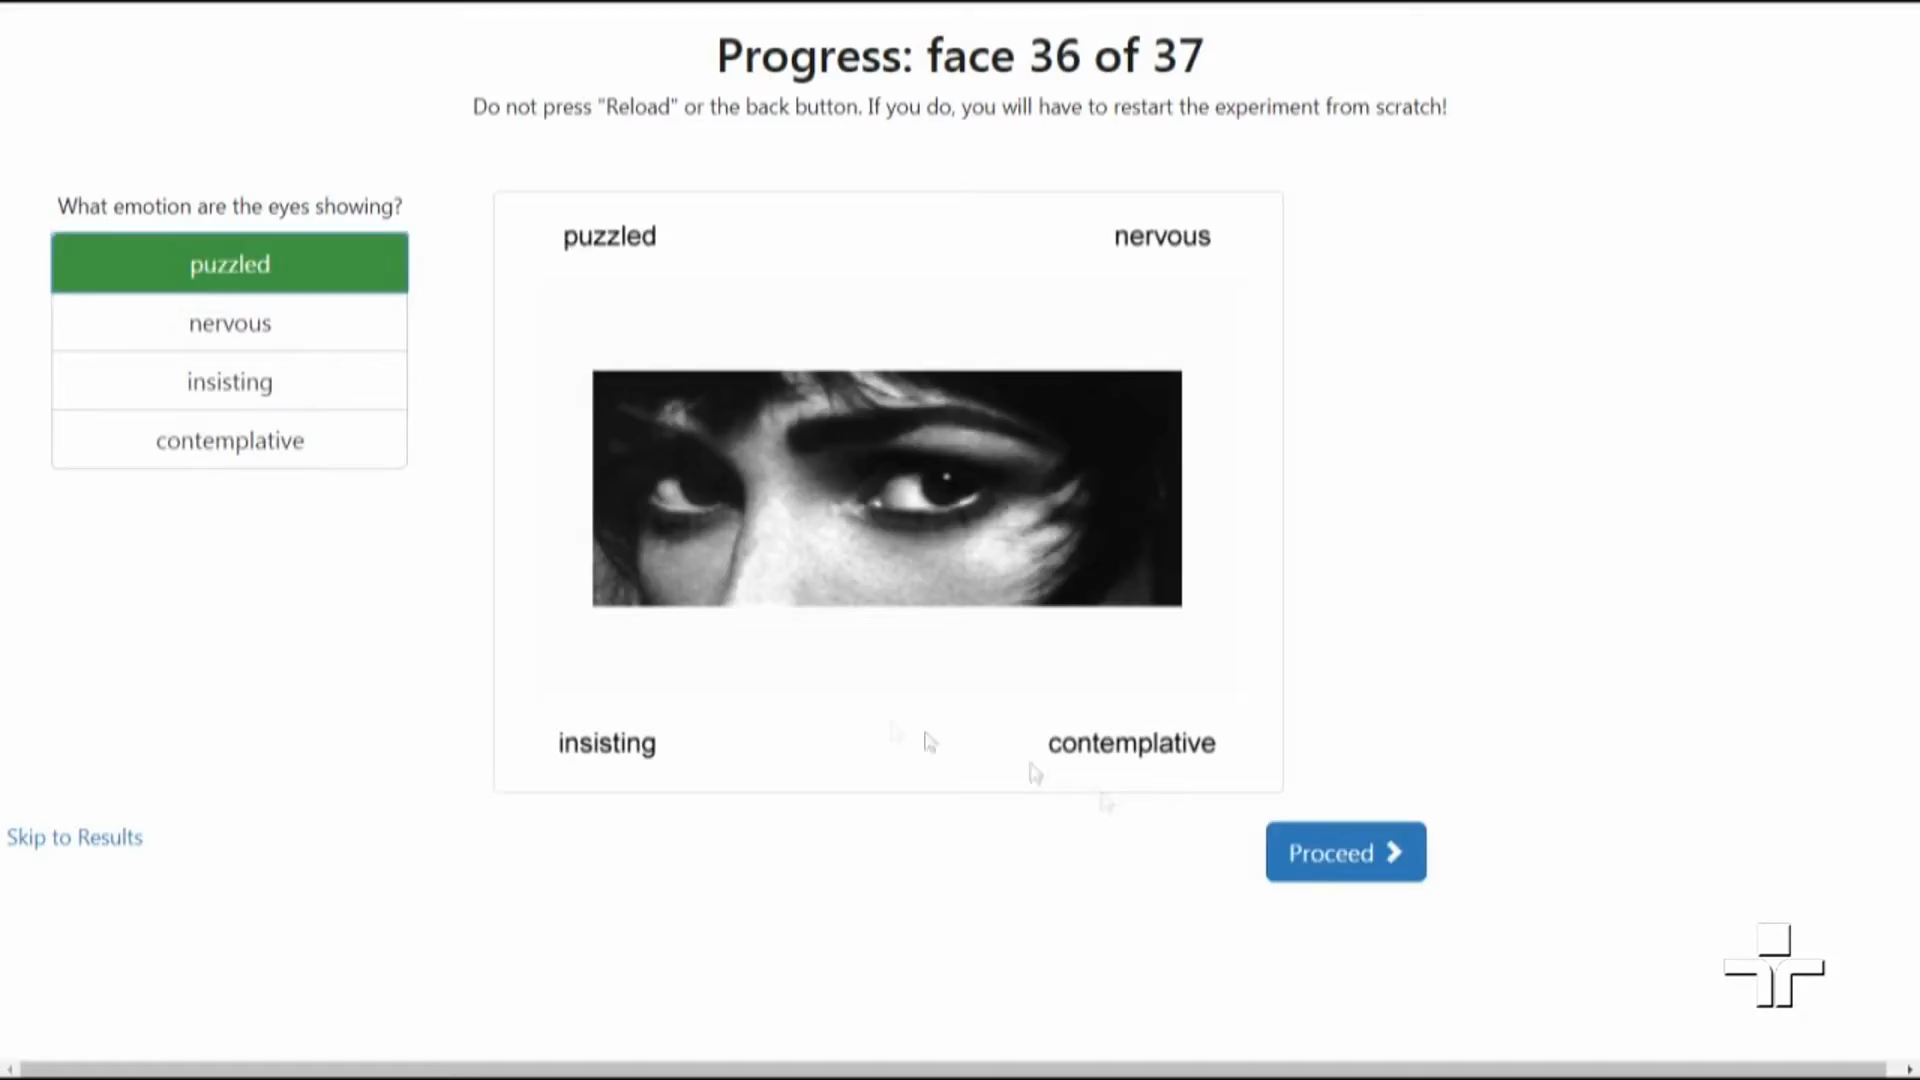 Progress: face 36 of 37
Do not press "Reload" or the back button. If you do, you will have to restart the experiment from scratch!
What emotion are the eyes showing?
puzzled
nervous
insisting
contemplative
puzzled
nervous
insisting
contemplative
Skip to Results
Proceed